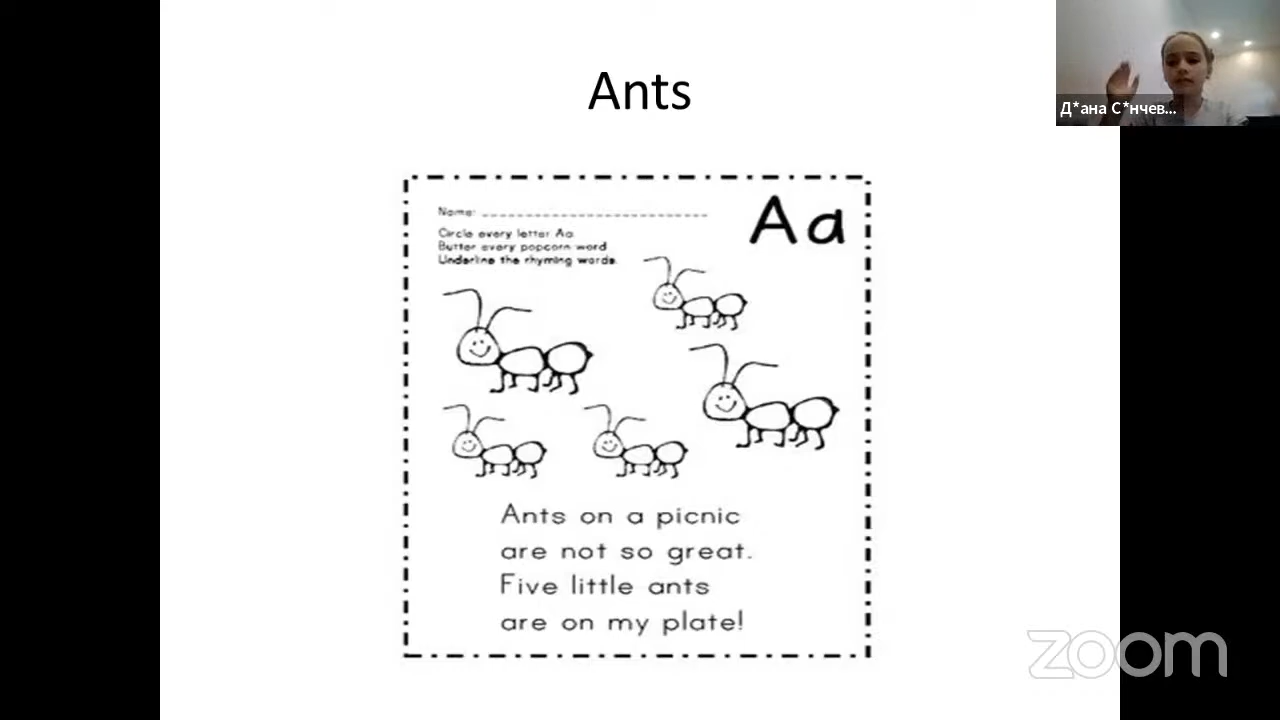 Ants
Д*ана С*нчев...
Name:
Aa
Circle every letter Aa
Butter every popcorn word
Underline the rhyming words.
Ants on a picnic
are not so great.
Five little ants
are on my plate!
zoom